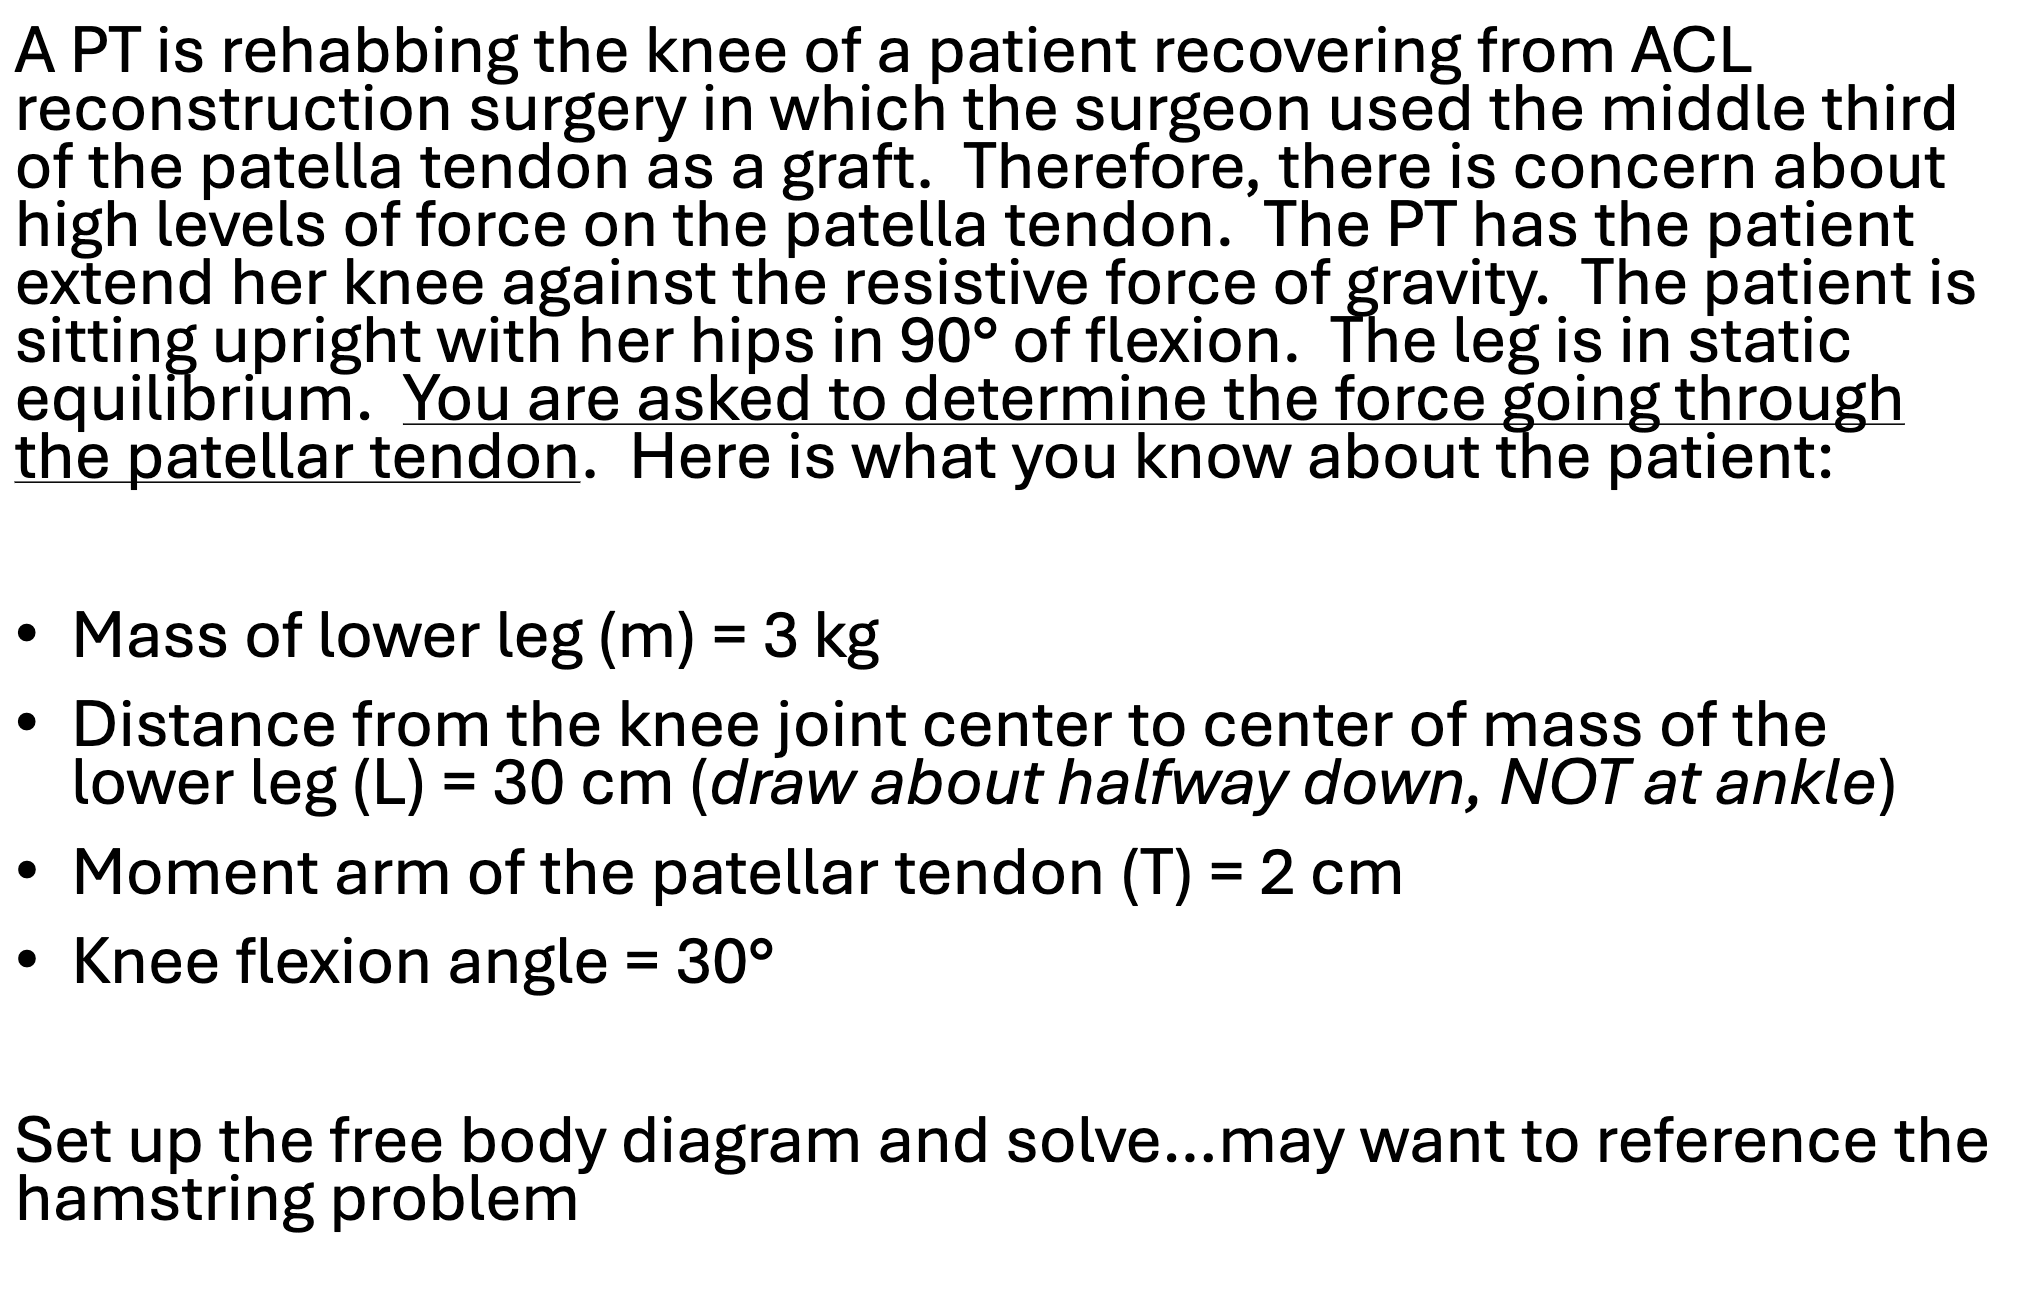 A PT is rehabbing the knee of a patient recovering from ACL
reconstruction surgery in which the surgeon used the middle third
of the patella tendon as a graft.  Therefore, there is concern about
high levels of force on the patella tendon.  The PT has the patient
extend her knee against the resistive force of gravity.  The patient is
sitting upright with her hips in 90° of flexion.  The leg is in static
equilibrium.  You are asked to determine the force going through
the patellar tendon.  Here is what you know about the patient:
• Mass of lower leg (m) = 3 kg
• Distance from the knee joint center to center of mass of the
lower leg (L) = 30 cm (draw about halfway down, NOT at ankle)
• Moment arm of the patellar tendon (T) = 2 cm
• Knee flexion angle = 30°
Set up the free body diagram and solve...may want to reference the
hamstring problem